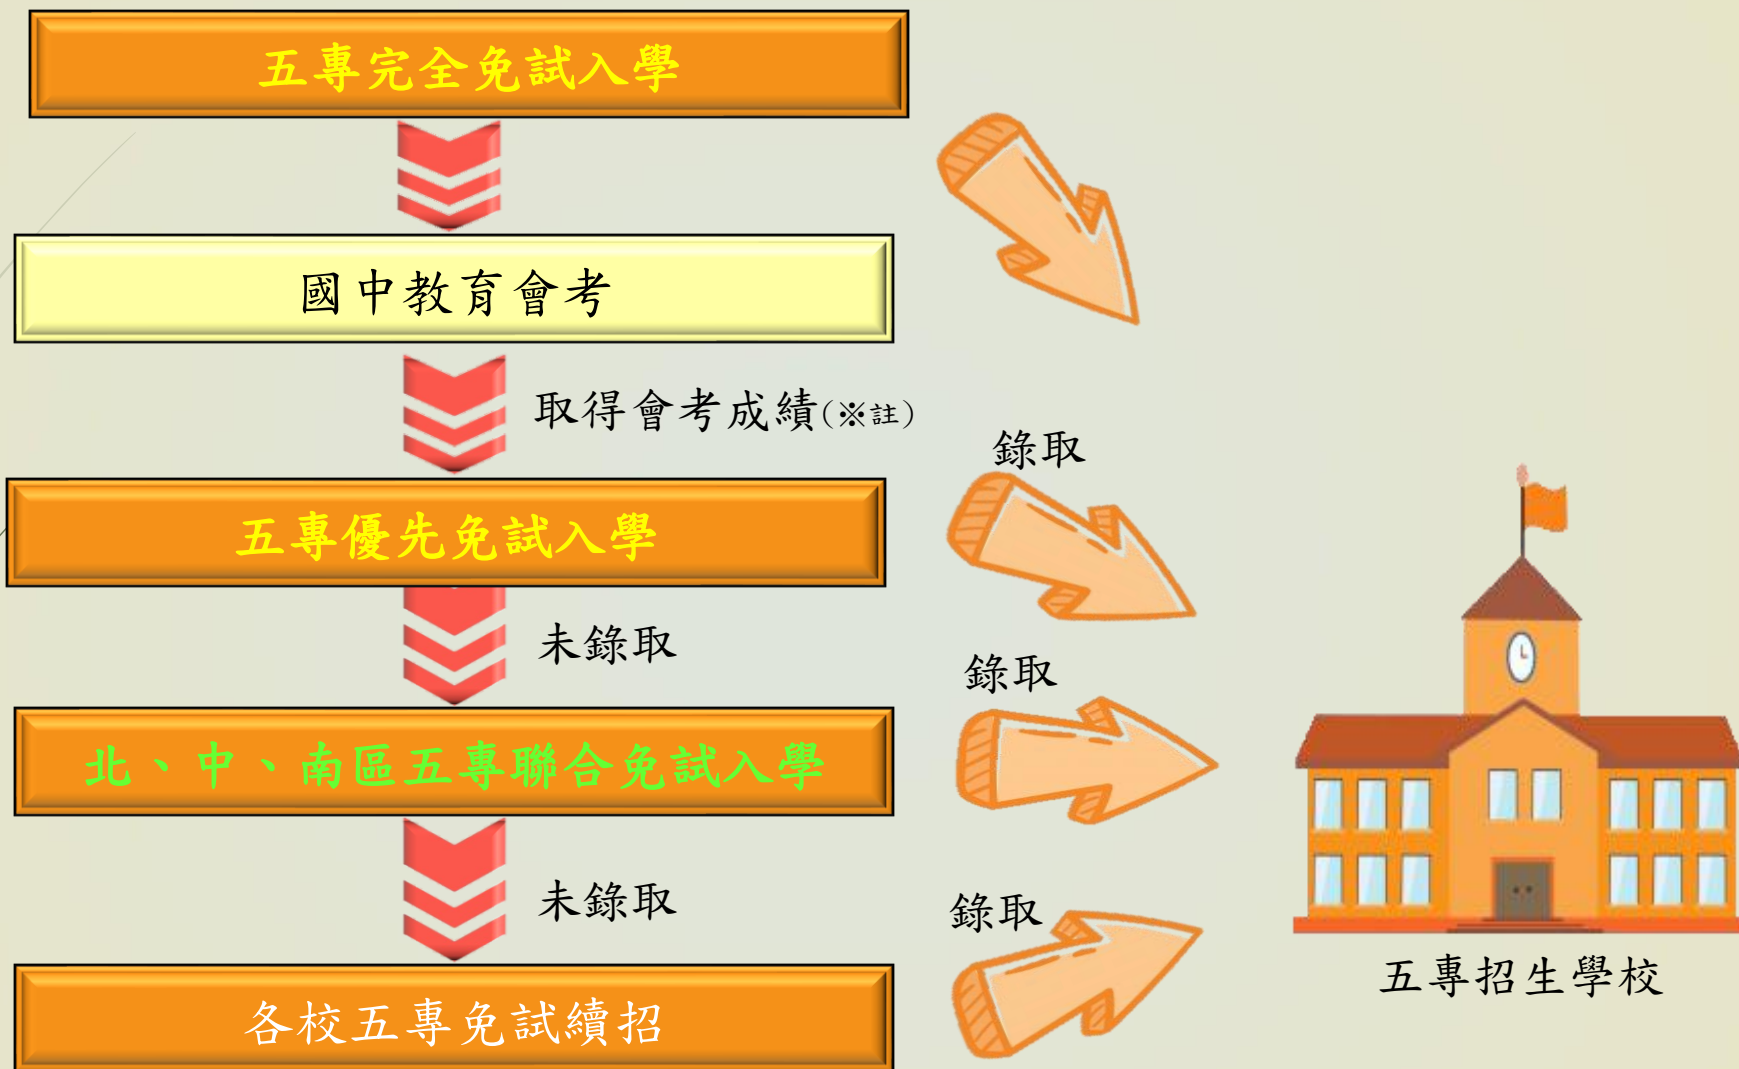 五專完全免試入學
國中教育會考
取得會考成績(※註)
錄取
五專優先免試入學
未錄取
錄取
北、中、南區五專聯合免試入學
未錄取
錄取
五專招生學校
各校五專免試續招